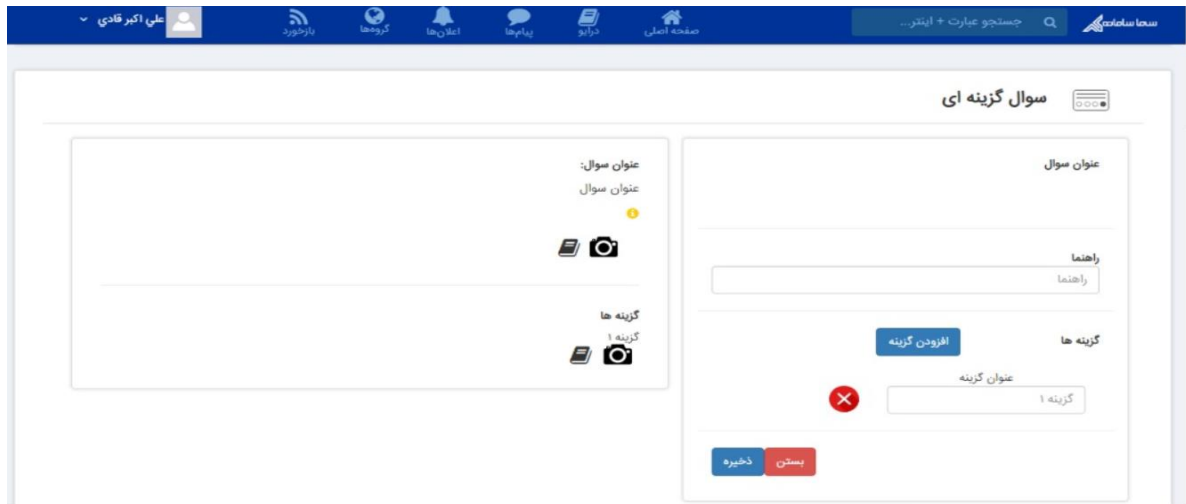 سما سامانه
جستجو عبارت + اینتر...
صفحه اصلی
درایو
پیام‌ها
اعلان‌ها
گروه‌ها
بازخورد
علي اکبر قادي
سوال گزینه ای
عنوان سوال
راهنما
راهنما
گزینه ها
افزودن گزینه
عنوان گزینه
گزینه ۱
بستن
ذخیره
عنوان سوال:
عنوان سوال
گزینه ها
گزینه ۱